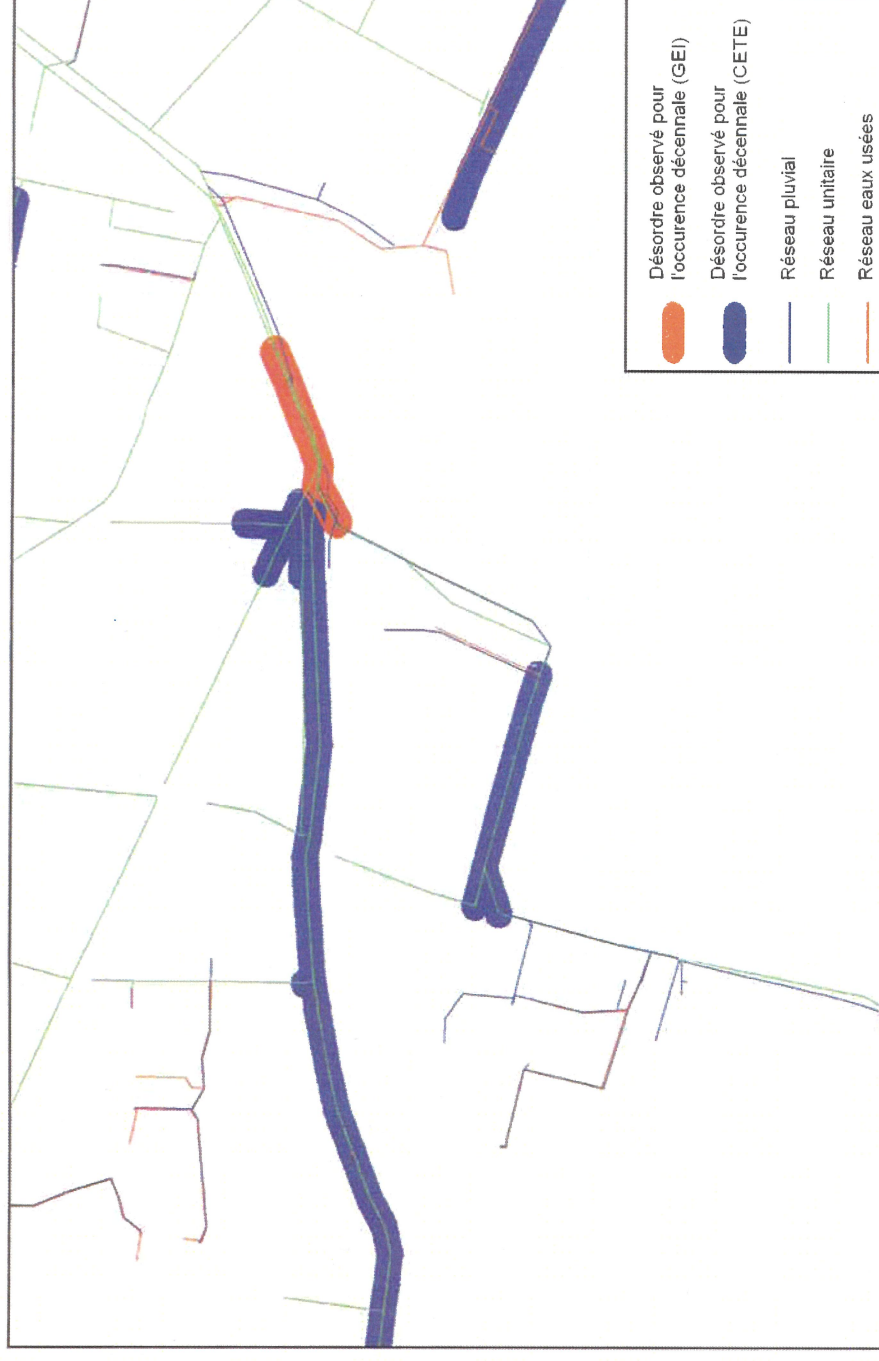 Désordre observé pour
l'occurence décennale (GEI)
Désordre observé pour
l'occurence décennale (CETE)
Réseau pluvial
Réseau unitaire
Réseau eaux usées